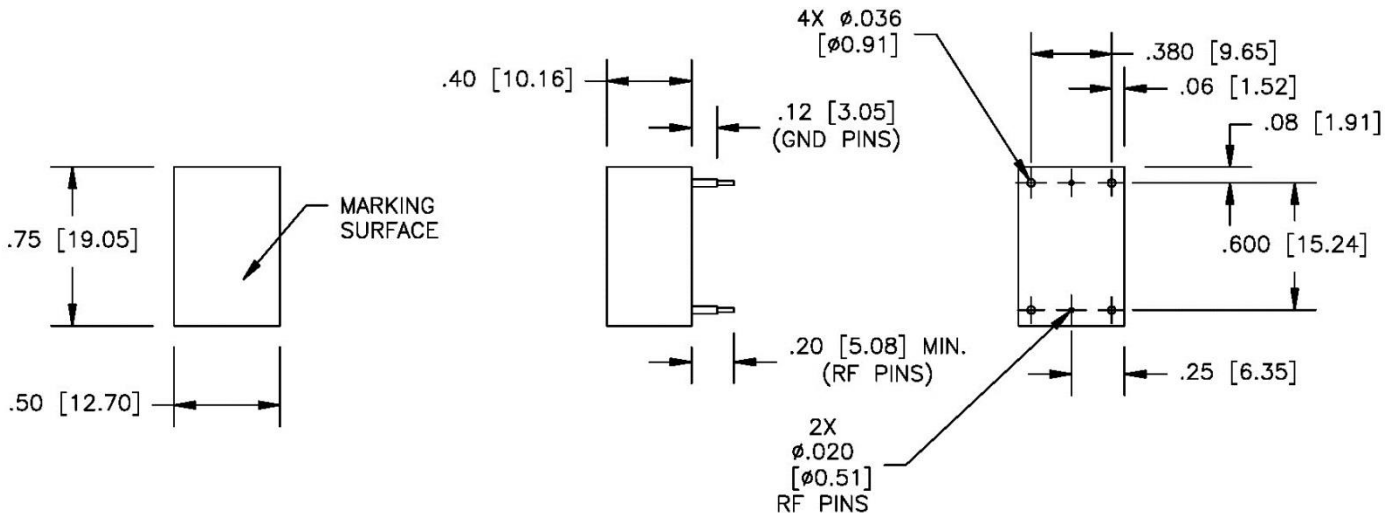 4X ø.036
[ø0.91]
.380 [9.65]
.40 [10.16]
.06 [1.52]
.12 [3.05]
(GND PINS)
.08 [1.91]
MARKING
SURFACE
.75 [19.05]
.600 [15.24]
.20 [5.08] MIN.
(RF PINS)
.25 [6.35]
.50 [12.70]
2X
ø.020
[ø0.51]
RF PINS